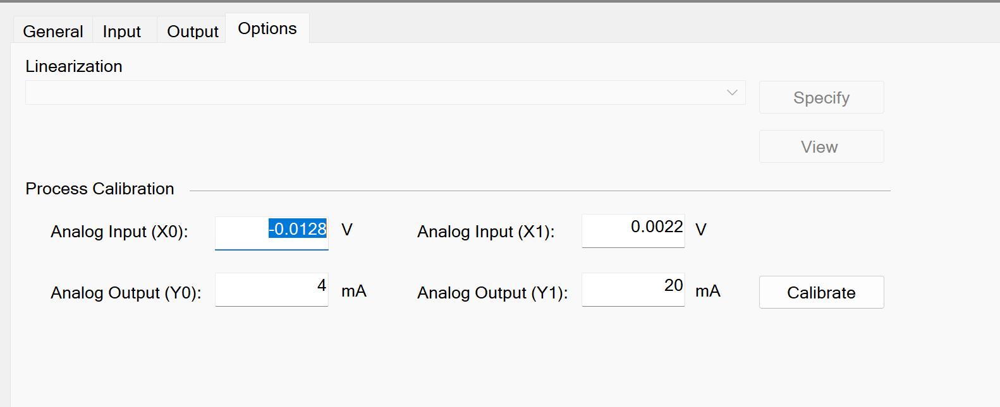 General Input Output Options
Linearization
Specify
View
Process Calibration
Analog Input (X0): -0.0128 V Analog Input (X1): 0.0022 V
Analog Output (Y0): 4 mA Analog Output (Y1): 20 mA Calibrate